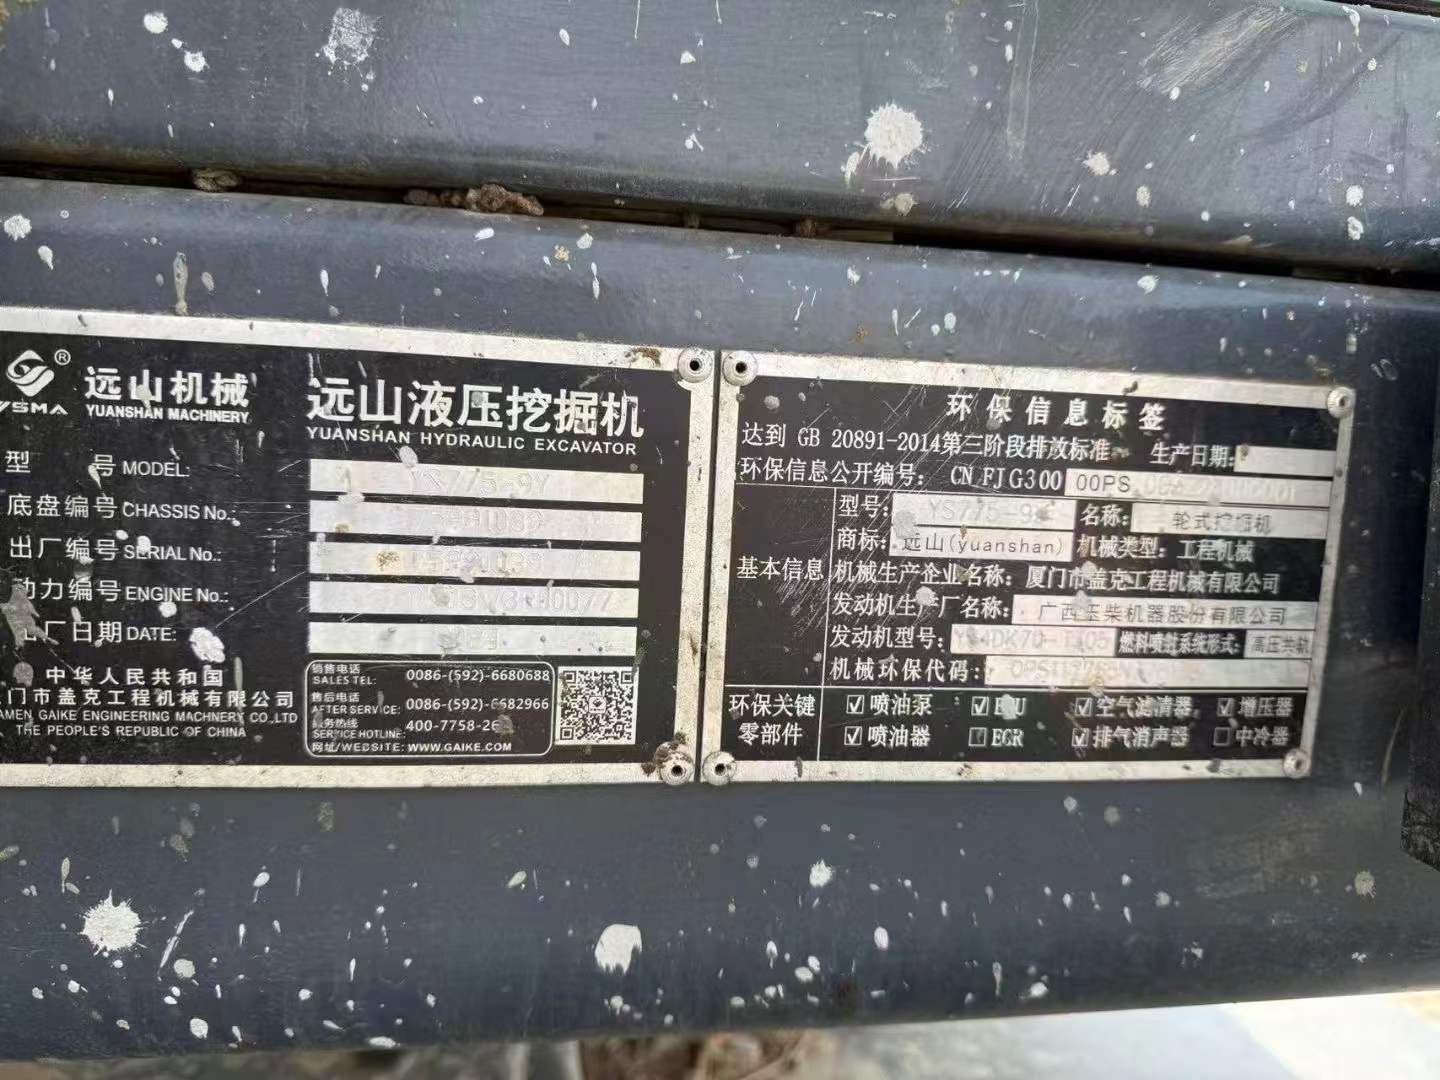 YSMA ®
远山机械
YUANSHAN MACHINERY
远山液压挖掘机
YUANSHAN HYDRAULIC EXCAVATOR
型 号 MODEL: YS775-9Y
底盘编号 CHASSIS No.:
出厂编号 SERIAL No.:
动力编号 ENGINE No.:
出厂日期 DATE:
中华人民共和国
厦门市盖克工程机械有限公司
XIAMEN GAIKE ENGINEERING MACHINERY CO.,LTD
THE PEOPLE'S REPUBLIC OF CHINA
销售电话
SALES TEL: 0086-(592)-6680688
售后电话
AFTER SERVICE: 0086-(592)-6682966
服务热线
SERVICE HOTLINE: 400-7758-26
网址/WEBSITE: WWW.GAIKE.COM
环保信息标签
达到 GB 20891-2014第三阶段排放标准 生产日期:
环保信息公开编号: CN FJ G3 00 00PS
基本信息
型号: YS775-9 名称: 轮式挖掘机
商标: 远山(yuanshan) 机械类型: 工程机械
机械生产企业名称: 厦门市盖克工程机械有限公司
发动机生产厂名称: 广西玉柴机器股份有限公司
发动机型号: 燃料喷射系统形式: 高压共轨
机械环保代码:
环保关键零部件
☑喷油泵 ☑ECU ☑空气滤清器 ☑增压器
☑喷油器 □EGR ☑排气消声器 □中冷器